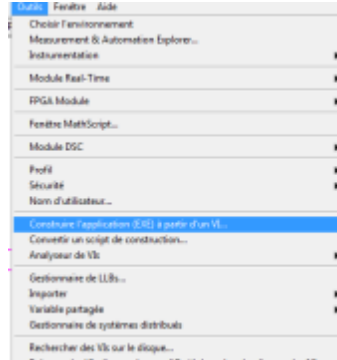 Outils Fenêtre Aide
Choisir l'environnement
Measurement & Automation Explorer...
Instrumentation
Module Real-Time
FPGA Module
Fenêtre MathScript...
Module DSC
Profil
Sécurité
Nom d'utilisateur...
Construire l'application (EXE) à partir d'un VI...
Convertir un script de construction...
Analyseur de VIs
Gestionnaire de LLBs...
Importer
Variable partagée
Gestionnaire de systèmes distribués
Rechercher des VIs sur le disque...